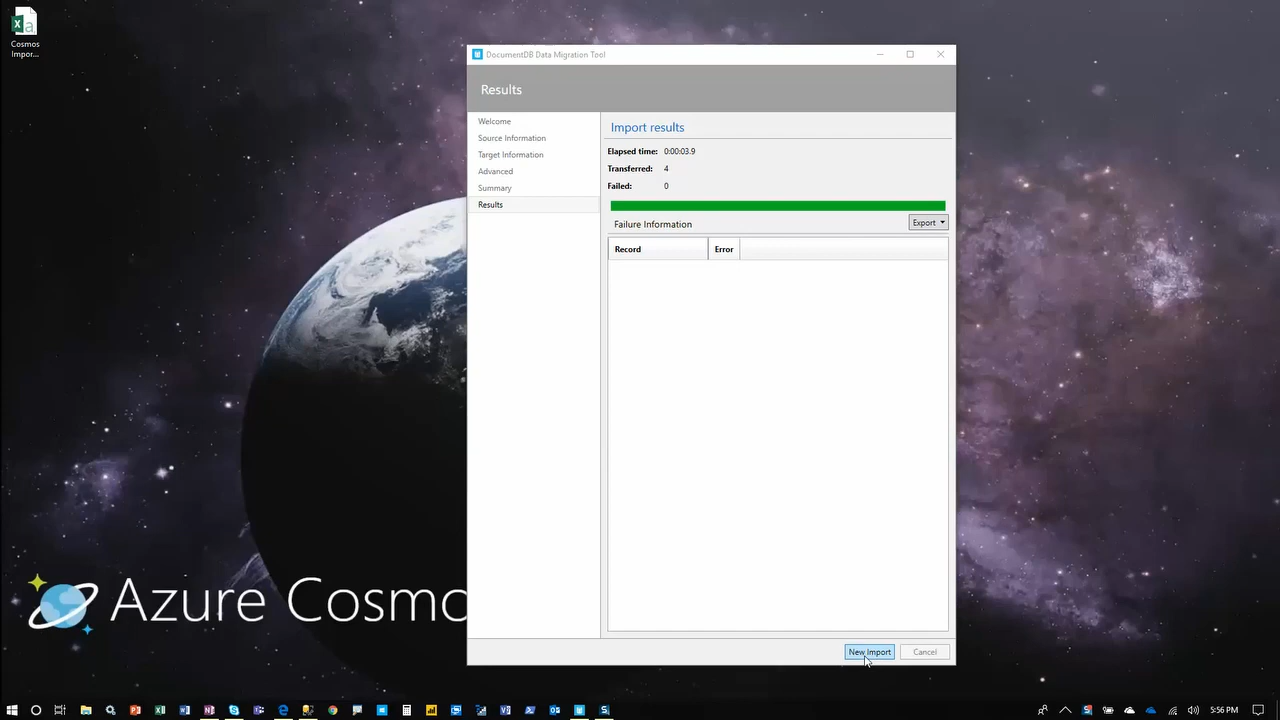 Cosmos
Impor...
DocumentDB Data Migration Tool
Results
Welcome
Source Information
Target Information
Advanced
Summary
Results
Import results
Elapsed time: 0:00:03.9
Transferred: 4
Failed: 0
Failure Information
Export
Record Error
New Import Cancel
Azure Cosmo
5:56 PM